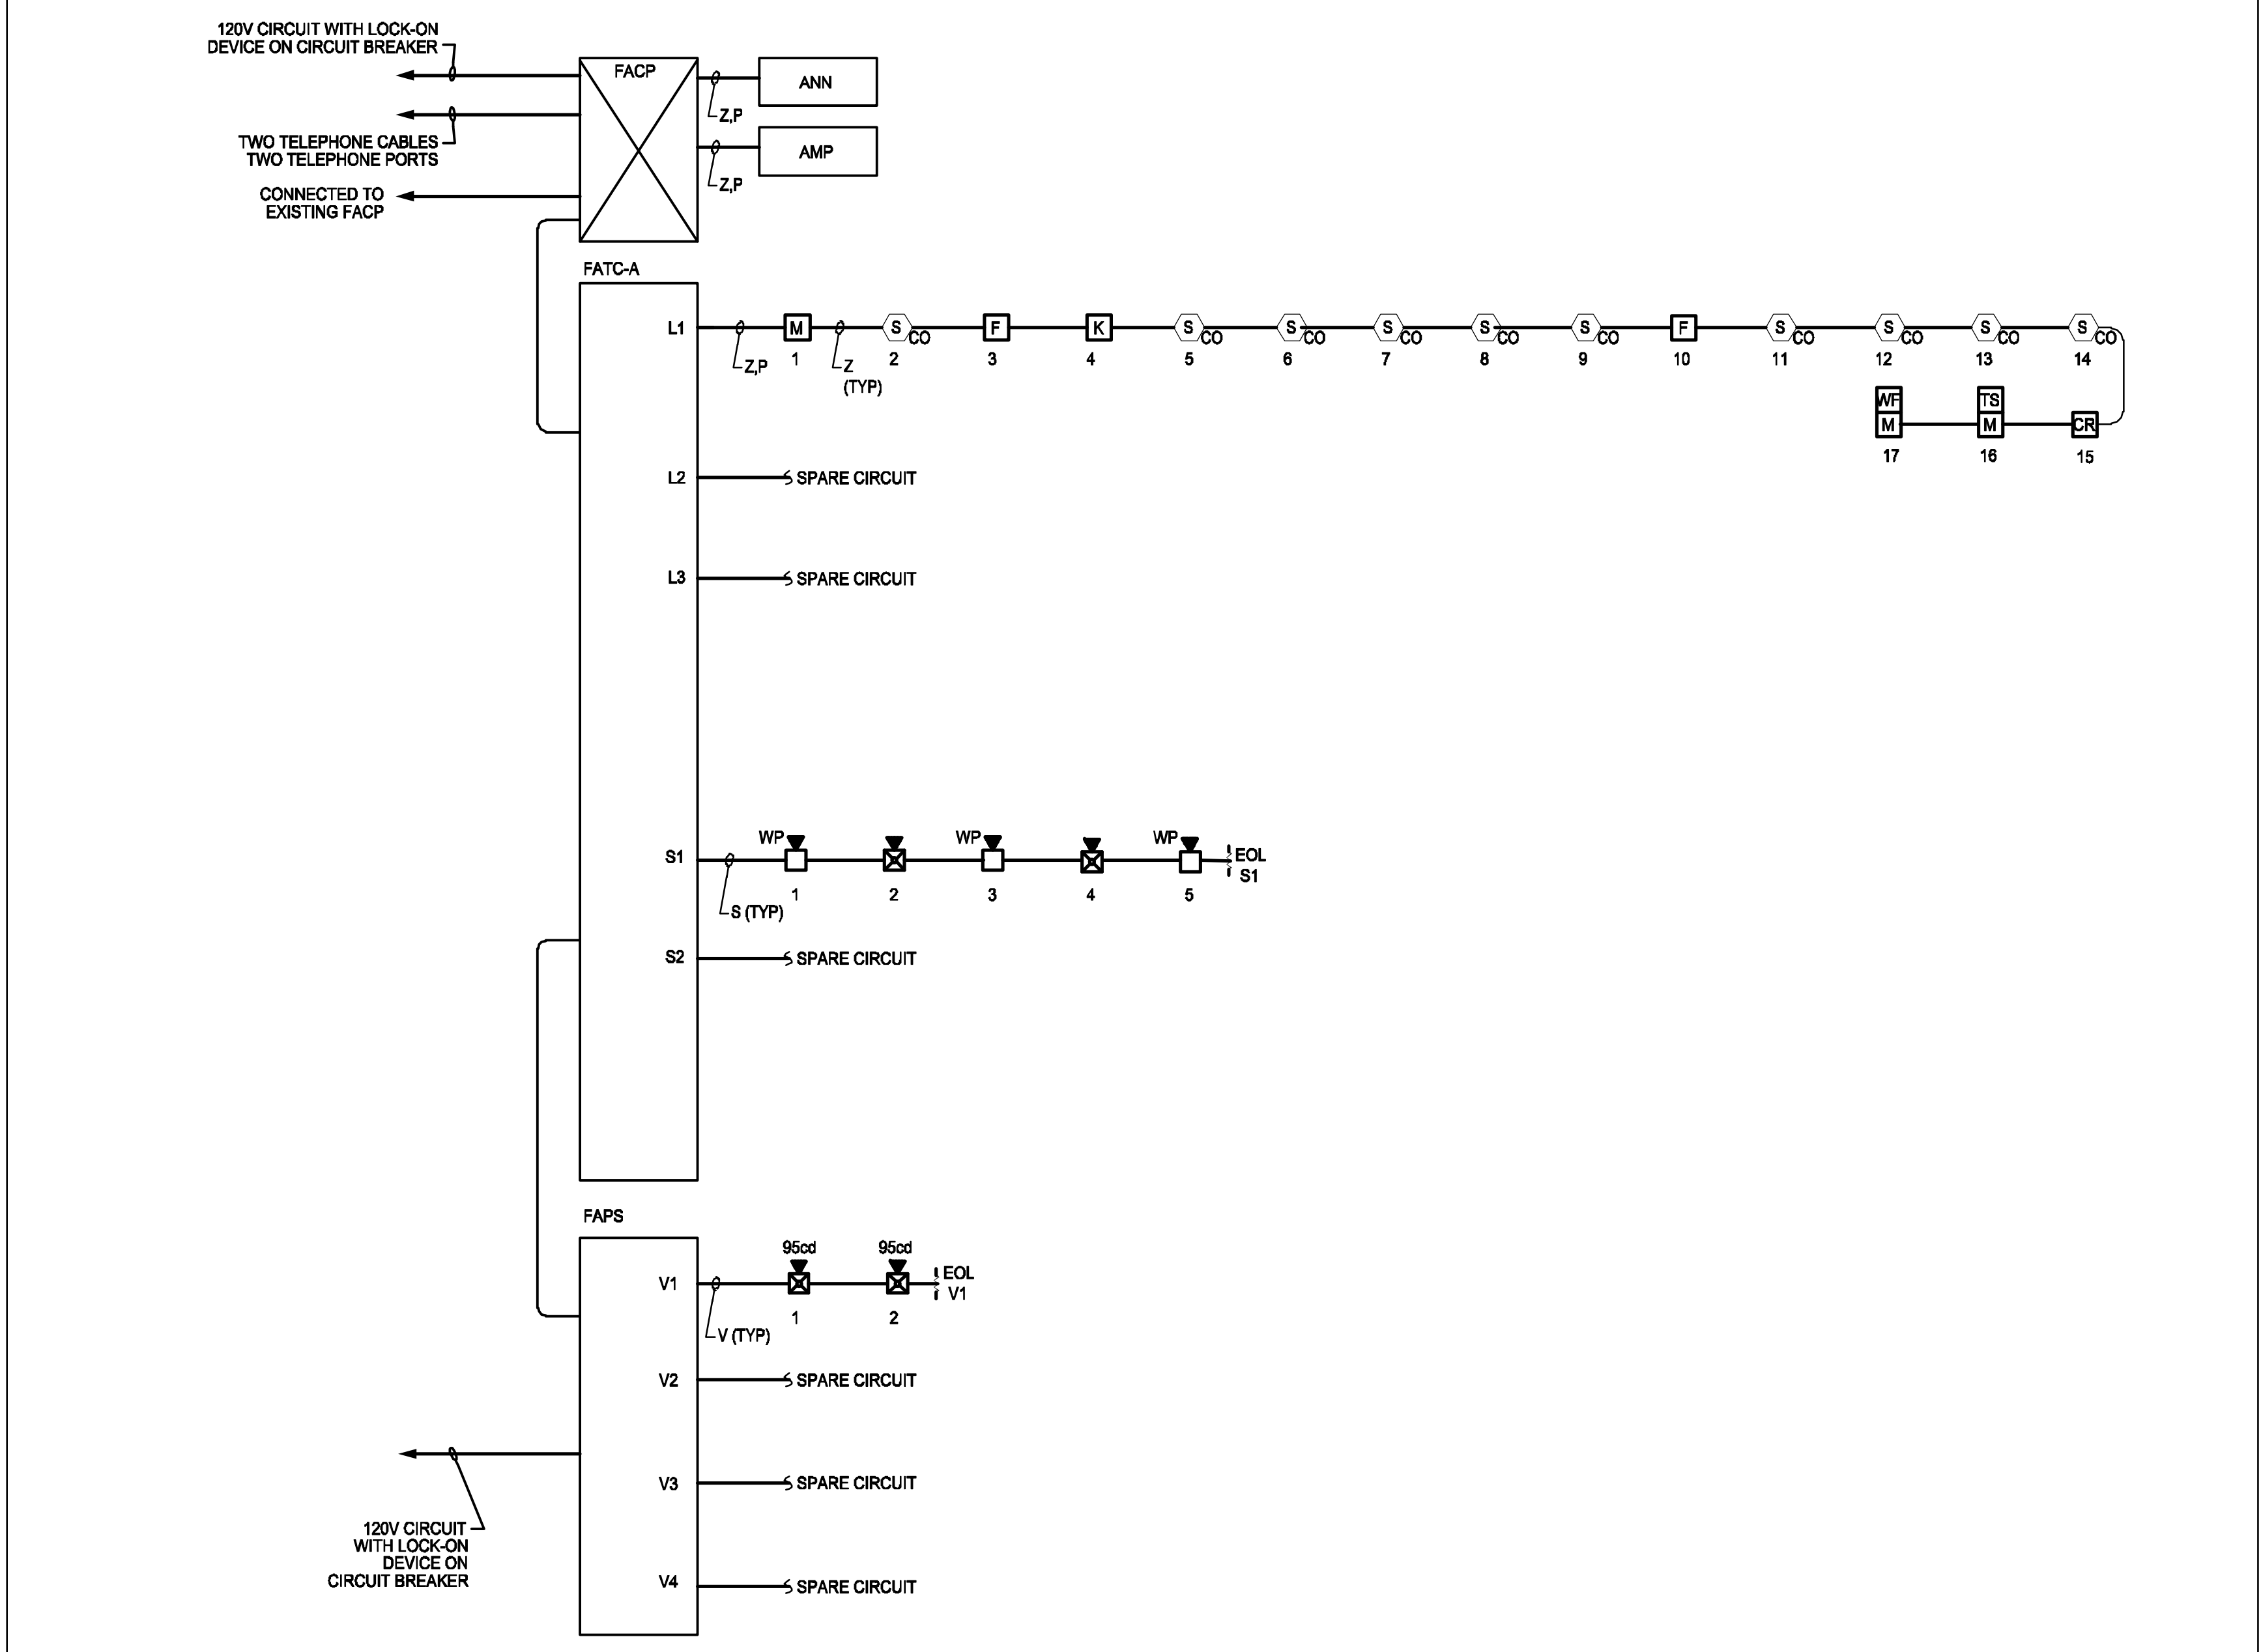 120V CIRCUIT WITH LOCK-ON
DEVICE ON CIRCUIT BREAKER
TWO TELEPHONE CABLES
TWO TELEPHONE PORTS
CONNECTED TO
EXISTING FACP
FACP
ANN
Z,P
AMP
Z,P
FATC-A
L1
Z,P
Z
(TYP)
M
S
CO
F
K
S
CO
S
CO
S
CO
S
CO
S
CO
F
S
CO
S
CO
S
CO
S
CO
1
2
3
4
5
6
7
8
9
10
11
12
13
14
WF
M
17
TS
M
16
CR
15
L2
SPARE CIRCUIT
L3
SPARE CIRCUIT
S1
S (TYP)
WP
WP
WP
1
2
3
4
5
EOL
S1
S2
SPARE CIRCUIT
FAPS
V1
V (TYP)
95cd
95cd
1
2
EOL
V1
V2
SPARE CIRCUIT
V3
SPARE CIRCUIT
V4
SPARE CIRCUIT
120V CIRCUIT
WITH LOCK-ON
DEVICE ON
CIRCUIT BREAKER